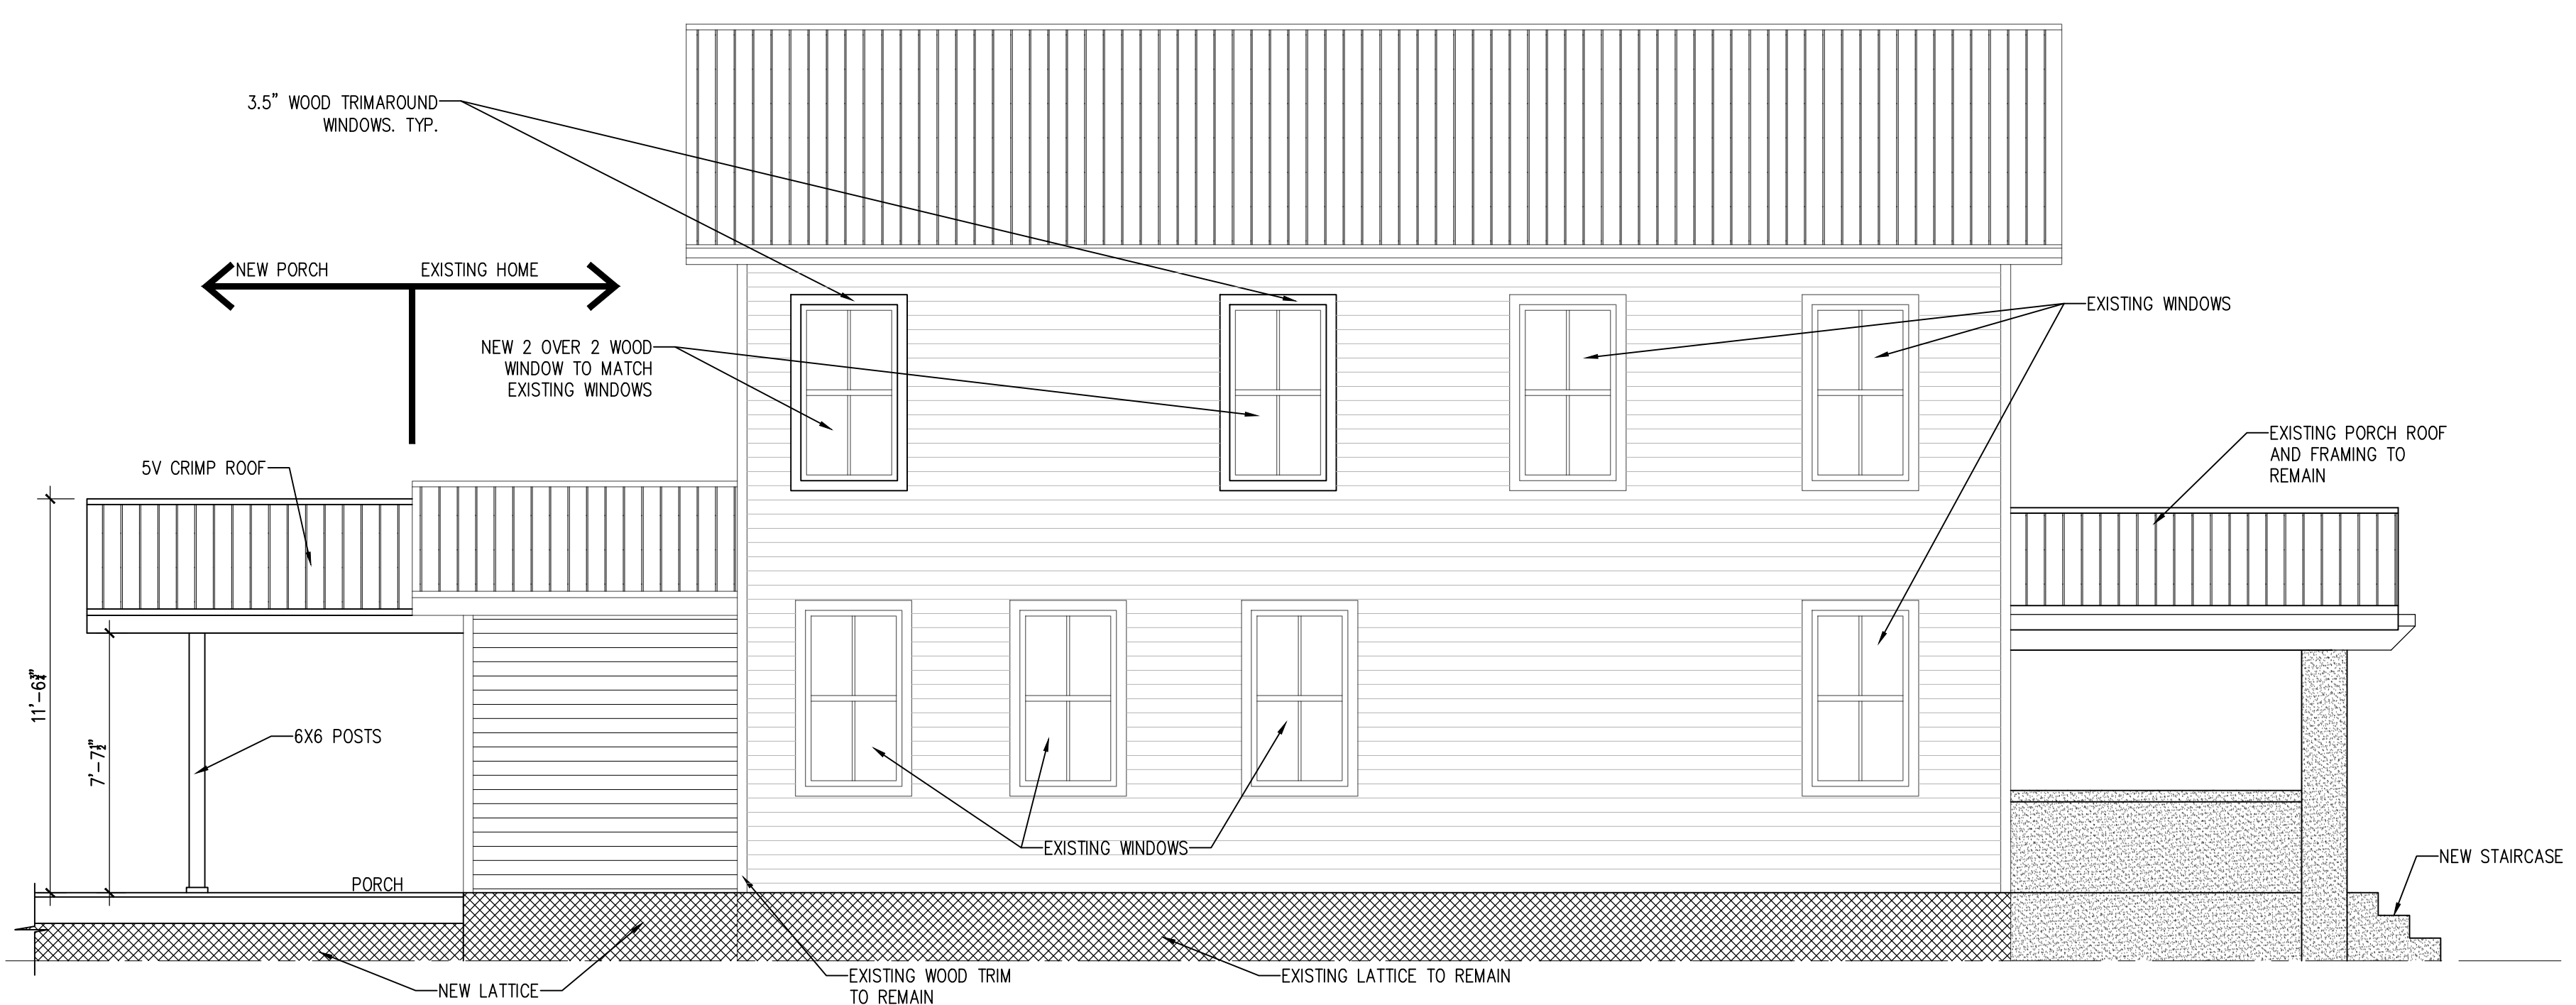 3.5" WOOD TRIMAROUND
WINDOWS. TYP.
NEW PORCH
EXISTING HOME
NEW 2 OVER 2 WOOD
WINDOW TO MATCH
EXISTING WINDOWS
EXISTING WINDOWS
5V CRIMP ROOF
EXISTING PORCH ROOF
AND FRAMING TO
REMAIN
11'-6¾"
7'-7½"
6X6 POSTS
EXISTING WINDOWS
NEW STAIRCASE
PORCH
NEW LATTICE
EXISTING WOOD TRIM
TO REMAIN
EXISTING LATTICE TO REMAIN